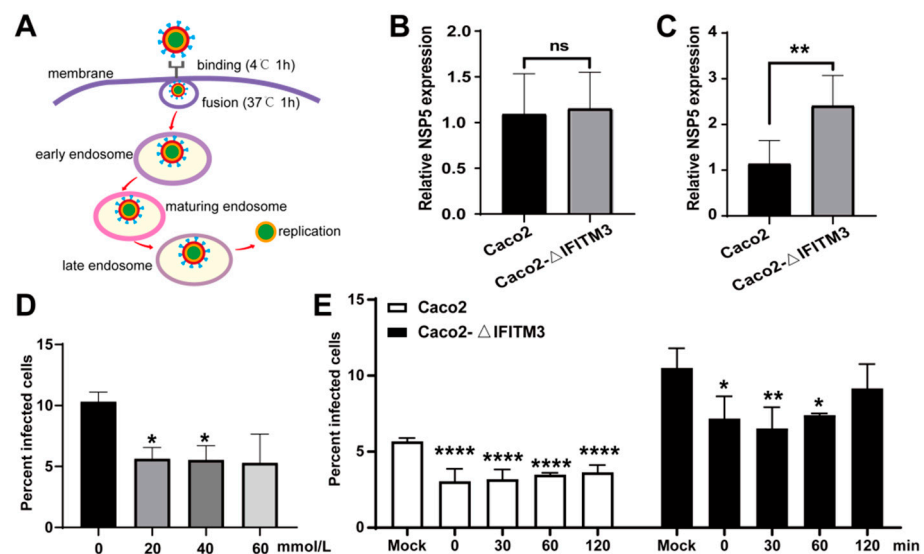 A
binding (4℃ 1h)
membrane
fusion (37℃ 1h)
early endosome
maturing endosome
replication
late endosome
B
Relative NSP5 expression
2.0
1.5
1.0
0.5
0.0
ns
Caco2
Caco2-△IFITM3
C
Relative NSP5 expression
4
3
2
1
0
**
Caco2
Caco2-△IFITM3
D
Percent infected cells
15
10
5
0
*
*
0 20 40 60 mmol/L
E
Percent infected cells
15
10
5
0
Caco2
Caco2- △IFITM3
**** **** **** ****
* ** *
Mock 0 30 60 120 Mock 0 30 60 120 min